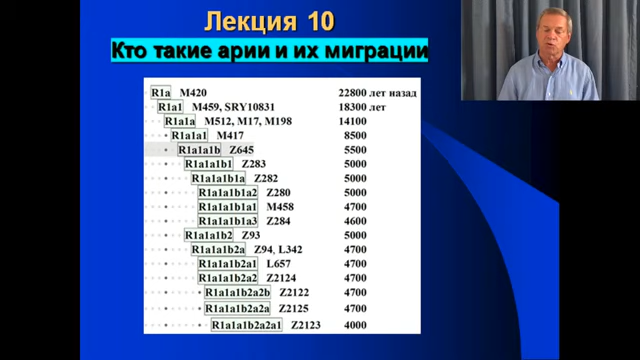 Лекция 10
Кто такие арии и их миграции
R1a M420 22800 лет назад
R1a1 M459, SRY10831 18300 лет
R1a1a M512, M17, M198 14100
R1a1a1 M417 8500
R1a1a1b Z645 5500
R1a1a1b1 Z283 5000
R1a1a1b1a Z282 5000
R1a1a1b1a2 Z280 5000
R1a1a1b1a1 M458 4700
R1a1a1b1a3 Z284 4600
R1a1a1b2 Z93 5000
R1a1a1b2a Z94, L342 4700
R1a1a1b2a1 L657 4700
R1a1a1b2a2 Z2124 4700
R1a1a1b2a2b Z2122 4700
R1a1a1b2a2a Z2125 4700
R1a1a1b2a2a1 Z2123 4000